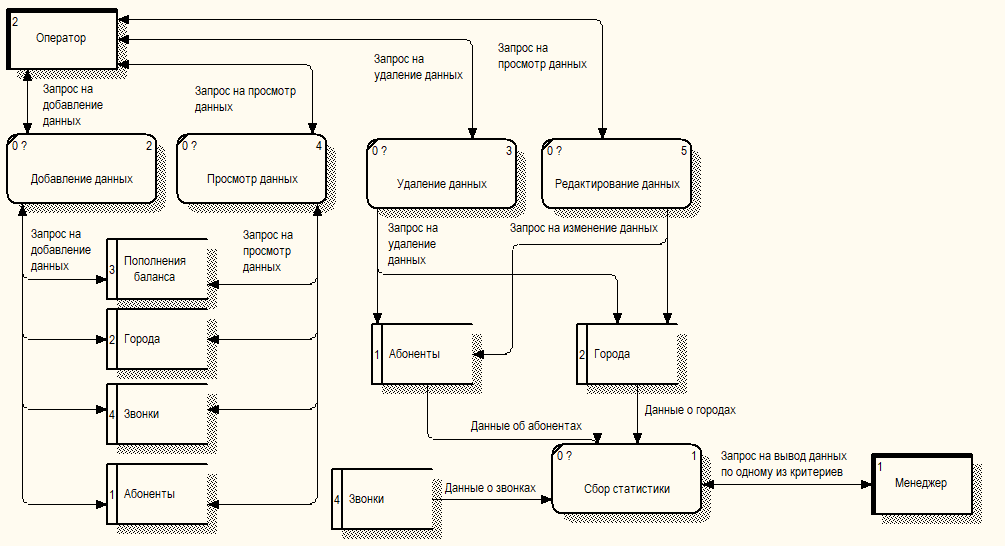 2
Оператор
Запрос на
добавление
данных
Запрос на просмотр
данных
Запрос на
удаление данных
Запрос на
просмотр данных
0 ?
2
Добавление данных
0 ?
4
Просмотр данных
0 ?
3
Удаление данных
0 ?
5
Редактирование данных
Запрос на
добавление
данных
Запрос на
просмотр
данных
Запрос на
удаление
данных
Запрос на изменение данных
3
Пополнения
баланса
2
Города
4
Звонки
1
Абоненты
1
Абоненты
2
Города
Данные об абонентах
Данные о городах
4
Звонки
Данные о звонках
0 ?
1
Сбор статистики
Запрос на вывод данных
по одному из критериев
1
Менеджер